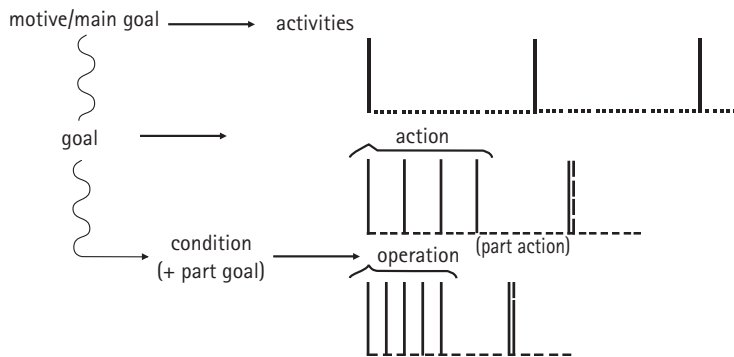 motive/main goal
activities
goal
action
condition
(+ part goal)
(part action)
operation